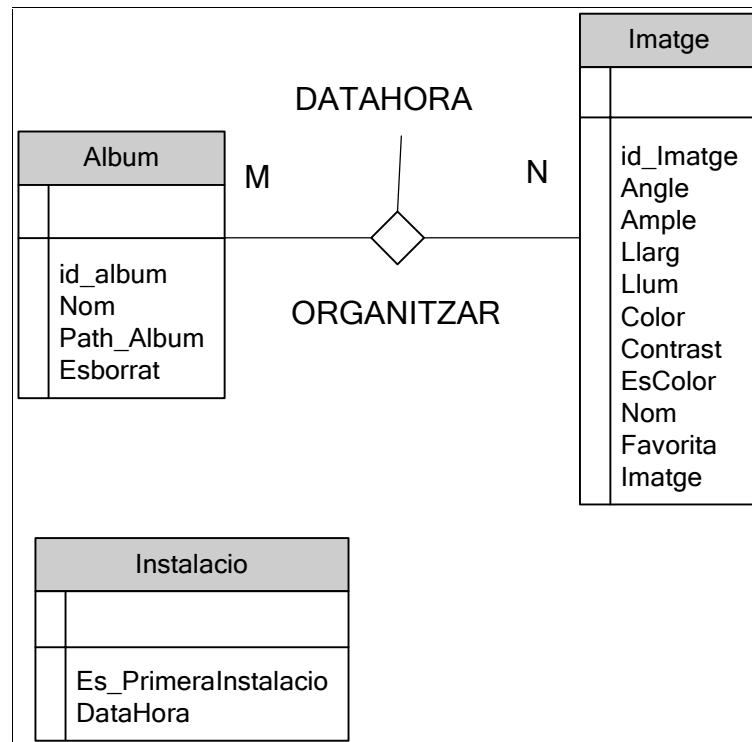 DATAHORA
Album
M
N
id_album
Nom
Path_Album
Esborrat
ORGANITZAR
Imatge
id_Imatge
Angle
Ample
Llarg
Llum
Color
Contrast
EsColor
Nom
Favorita
Imatge
Instalacio
Es_PrimeraInstalacio
DataHora